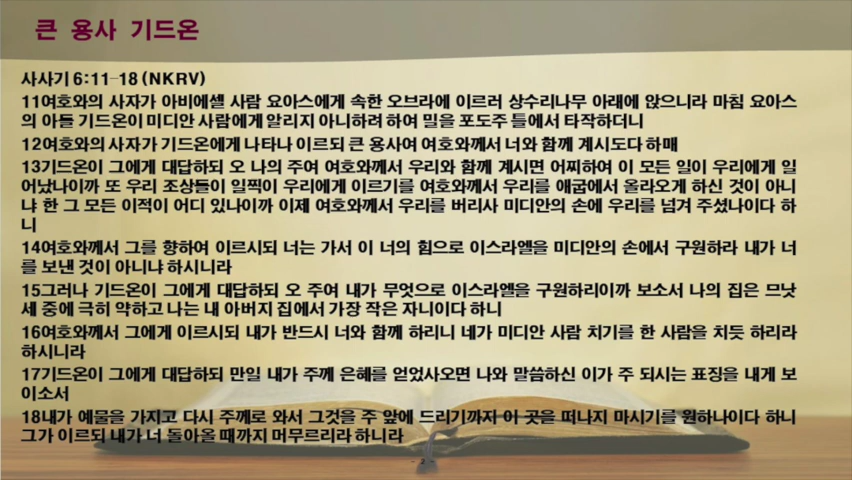 큰 용사 기드온
사사기 6:11-18 (NKRV)
11여호와의 사자가 아비에셀 사람 요아스에게 속한 오브라에 이르러 상수리나무 아래에 앉으니라 마침 요아스
의 아들 기드온이 미디안 사람에게 알리지 아니하려 하여 밀을 포도주 틀에서 타작하더니
12여호와의 사자가 기드온에게 나타나 이르되 큰 용사여 여호와께서 너와 함께 계시도다 하매
13기드온이 그에게 대답하되 오 나의 주여 여호와께서 우리와 함께 계시면 어찌하여 이 모든 일이 우리에게 일
어났나이까 또 우리 조상들이 일찍이 우리에게 이르기를 여호와께서 우리를 애굽에서 올라오게 하신 것이 아니
냐 한 그 모든 이적이 어디 있나이까 이제 여호와께서 우리를 버리사 미디안의 손에 우리를 넘겨 주셨나이다 하
니
14여호와께서 그를 향하여 이르시되 너는 가서 이 너의 힘으로 이스라엘을 미디안의 손에서 구원하라 내가 너
를 보낸 것이 아니냐 하시니라
15그러나 기드온이 그에게 대답하되 오 주여 내가 무엇으로 이스라엘을 구원하리이까 보소서 나의 집은 므낫
세 중에 극히 약하고 나는 내 아버지 집에서 가장 작은 자니이다 하니
16여호와께서 그에게 이르시되 내가 반드시 너와 함께 하리니 네가 미디안 사람 치기를 한 사람을 치듯 하리라
하시니라
17기드온이 그에게 대답하되 만일 내가 주께 은혜를 얻었사오면 나와 말씀하신 이가 주 되시는 표징을 내게 보
이소서
18내가 예물을 가지고 다시 주께로 와서 그것을 주 앞에 드리기까지 이 곳을 떠나지 마시기를 원하나이다 하니
그가 이르되 내가 너 돌아올 때까지 머무르리라 하니라